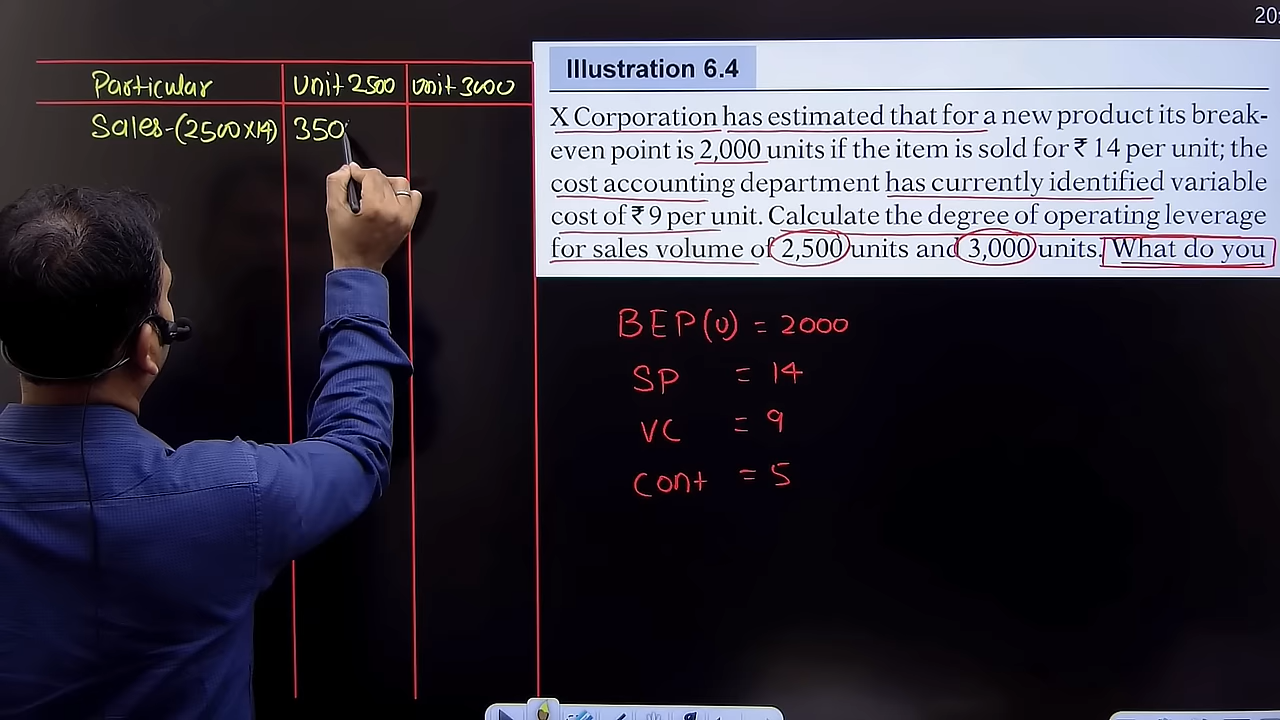 20:
Particular Unit 2500 Unit 3000
Sales-(2500×14) 350
Illustration 6.4
X Corporation has estimated that for a new product its break-
even point is 2,000 units if the item is sold for ₹ 14 per unit; the
cost accounting department has currently identified variable
cost of ₹ 9 per unit. Calculate the degree of operating leverage
for sales volume of 2,500 units and 3,000 units. What do you
BEP(U) = 2000
SP = 14
VC = 9
Cont = 5